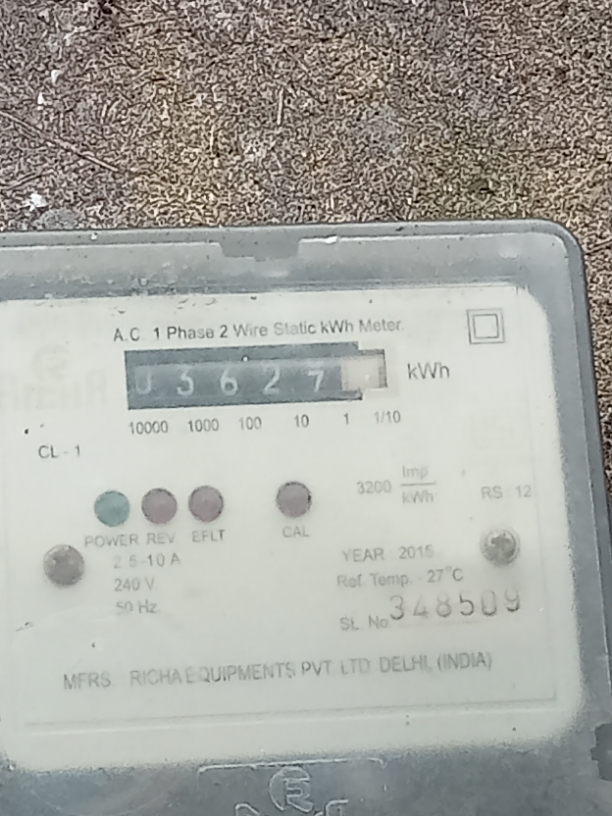 A.C 1 Phase 2 Wire Static kWh Meter.
0 3 6 2 7 kWh
10000 1000 100 10 1 1/10
CL - 1
3200 Imp/kWh RS 12
POWER REV EFLT CAL
2.5-10 A
240 V
50 Hz
YEAR 2015
Ref. Temp. 27°C
SL No 348509
MFRS. RICHA EQUIPMENTS PVT. LTD. DELHI, (INDIA)